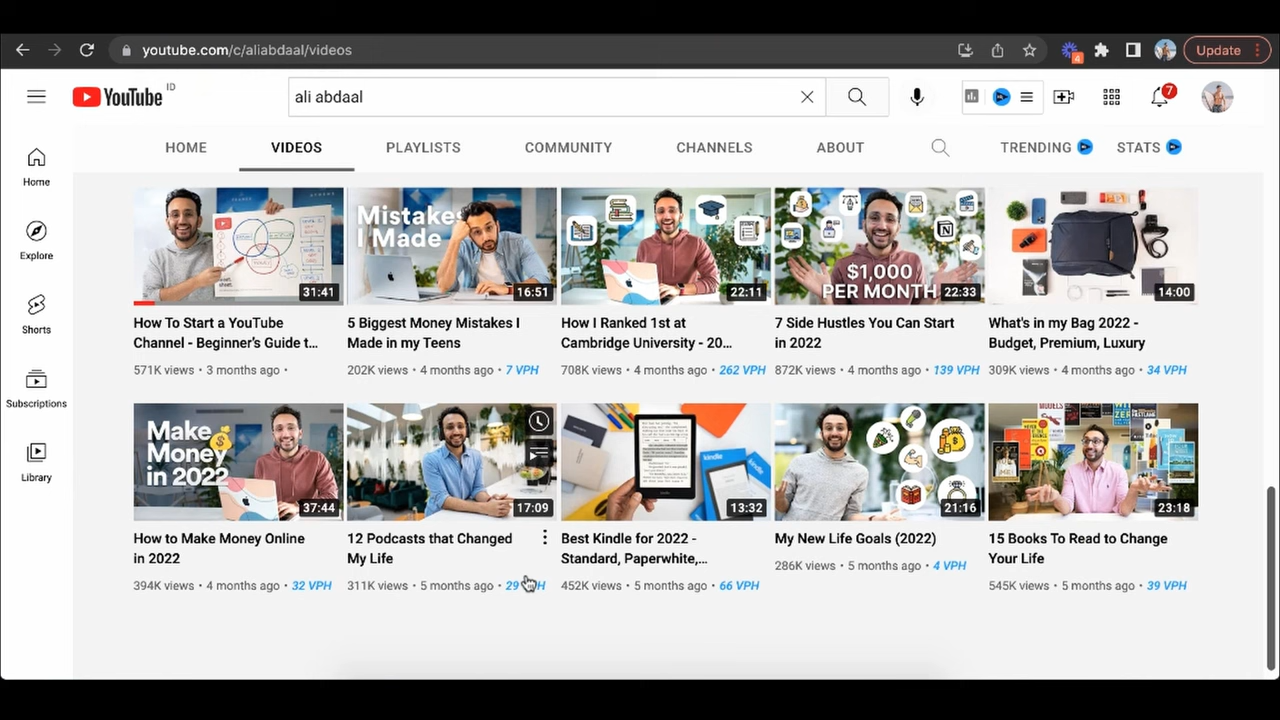 youtube.com/c/aliabdaal/videos
4
Update
YouTube ID
ali abdaal
7
HOME
VIDEOS
PLAYLISTS
COMMUNITY
CHANNELS
ABOUT
TRENDING
STATS
Home
Explore
Shorts
Subscriptions
Library
31:41
Mistakes
I Made
16:51
22:11
$1,000
PER MONTH
22:33
14:00
How To Start a YouTube
Channel - Beginner's Guide t...
571K views • 3 months ago •
5 Biggest Money Mistakes I
Made in my Teens
202K views • 4 months ago • 7 VPH
How I Ranked 1st at
Cambridge University - 20...
708K views • 4 months ago • 262 VPH
7 Side Hustles You Can Start
in 2022
872K views • 4 months ago • 139 VPH
What's in my Bag 2022 -
Budget, Premium, Luxury
309K views • 4 months ago • 34 VPH
Make
Money
in 2022
37:44
17:09
kindle
13:32
21:16
23:18
How to Make Money Online
in 2022
394K views • 4 months ago • 32 VPH
12 Podcasts that Changed
My Life
311K views • 5 months ago • 29
Best Kindle for 2022 -
Standard, Paperwhite,...
452K views • 5 months ago • 66 VPH
My New Life Goals (2022)
286K views • 5 months ago • 4 VPH
15 Books To Read to Change
Your Life
545K views • 5 months ago • 39 VPH